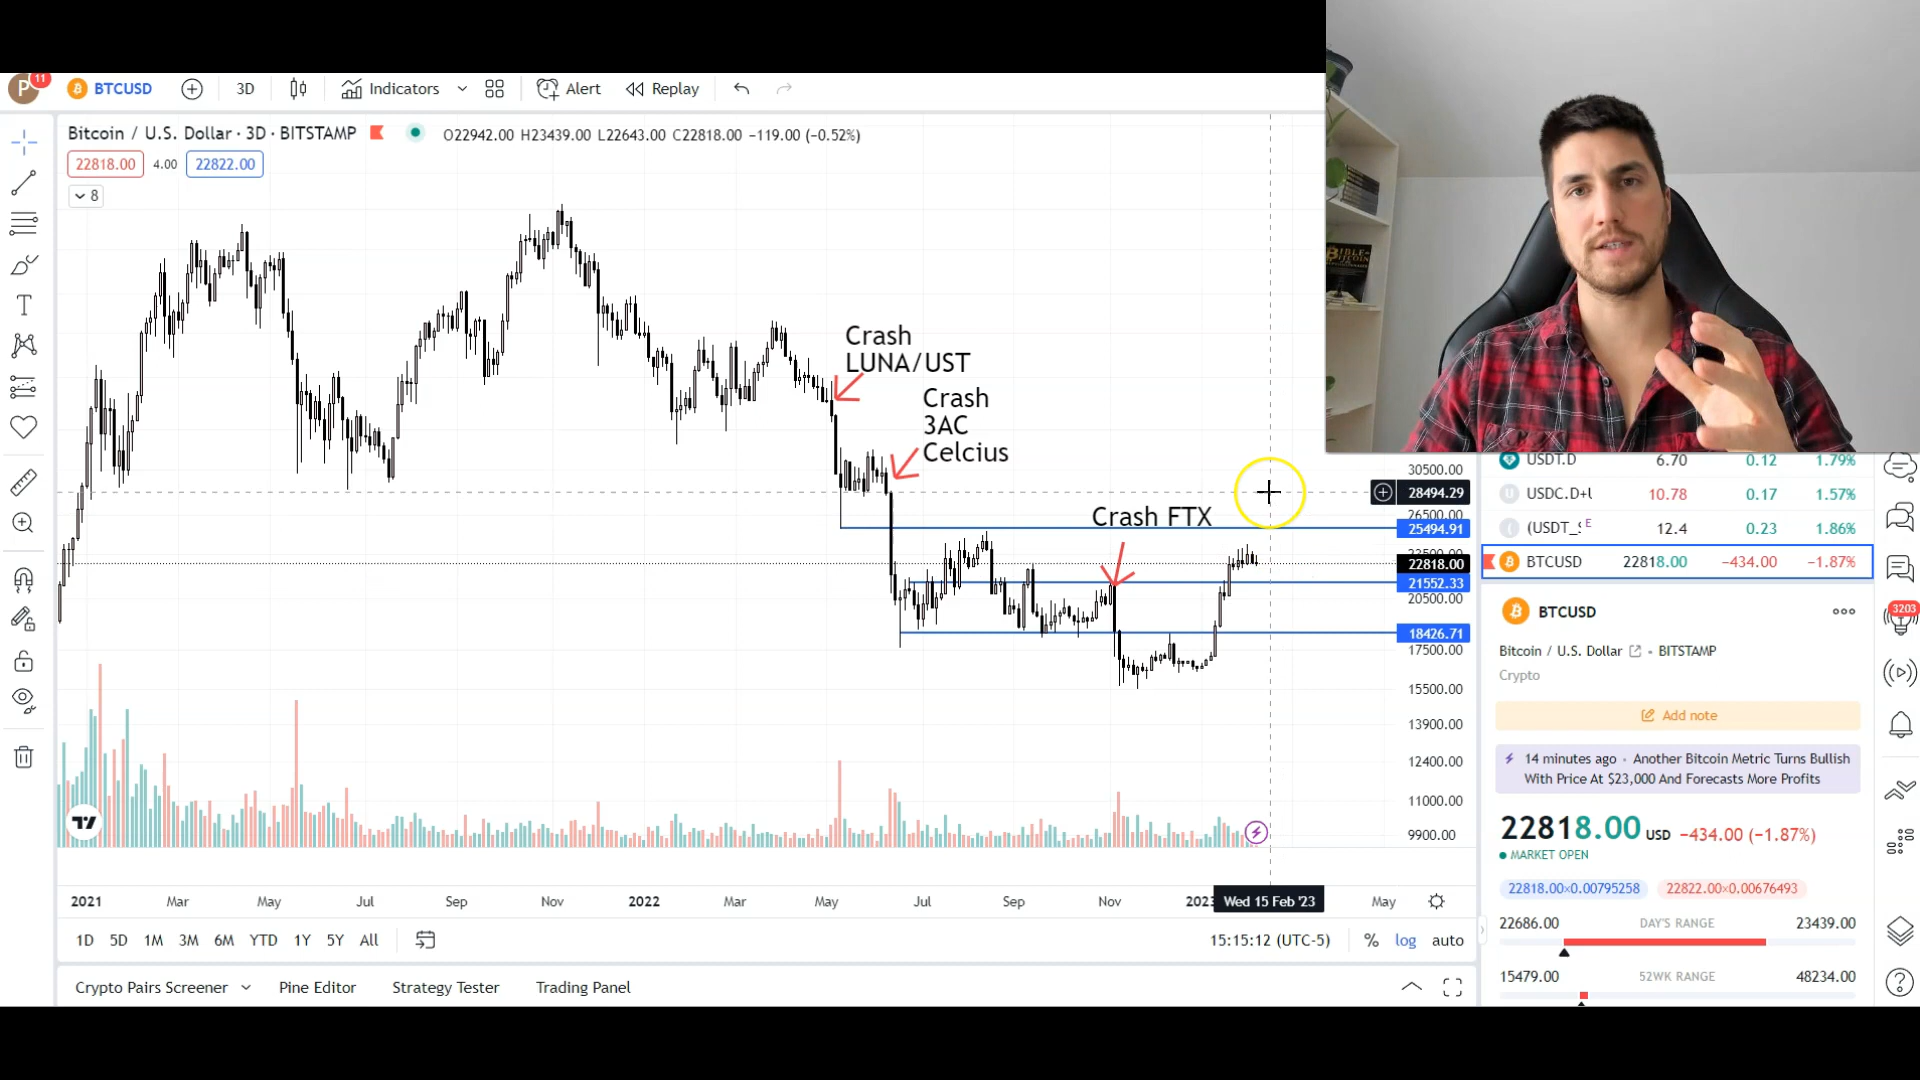 P
11
BTCUSD
3D
Indicators
Alert
Replay
Bitcoin / U.S. Dollar · 3D · BITSTAMP
O22942.00 H23439.00 L22643.00 C22818.00 −119.00 (−0.52%)
22818.00
4.00
22822.00
8
Crash
LUNA/UST
Crash
3AC
Celcius
Crash FTX
30500.00
28494.29
26500.00
25494.91
22500.00
22818.00
21552.33
20500.00
18426.71
17500.00
15500.00
13900.00
12400.00
11000.00
9900.00
2021
Mar
May
Jul
Sep
Nov
2022
Mar
May
Jul
Sep
Nov
2023
Wed 15 Feb '23
May
1D
5D
1M
3M
6M
YTD
1Y
5Y
All
15:15:12 (UTC-5)
%
log
auto
Crypto Pairs Screener
Pine Editor
Strategy Tester
Trading Panel
BIBLE
BITCOIN
USDT.D 6.70 0.12 1.79%
USDC.D+U 10.78 0.17 1.57%
(USDT_S E 12.4 0.23 1.86%
BTCUSD 22818.00 −434.00 −1.87%
BTCUSD
Bitcoin / U.S. Dollar • BITSTAMP
Crypto
Add note
14 minutes ago • Another Bitcoin Metric Turns Bullish
With Price At $23,000 And Forecasts More Profits
22818.00 USD −434.00 (−1.87%)
MARKET OPEN
22818.00×0.00795258
22822.00×0.00676493
22686.00 DAY'S RANGE 23439.00
15479.00 52WK RANGE 48234.00
3203